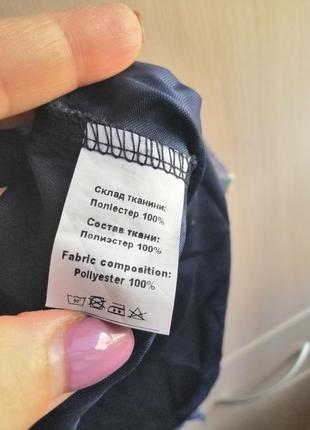 Склад тканини:
Поліестер 100%
Состав ткани:
Полиэстер 100%
Fabric composition:
Pollyester 100%